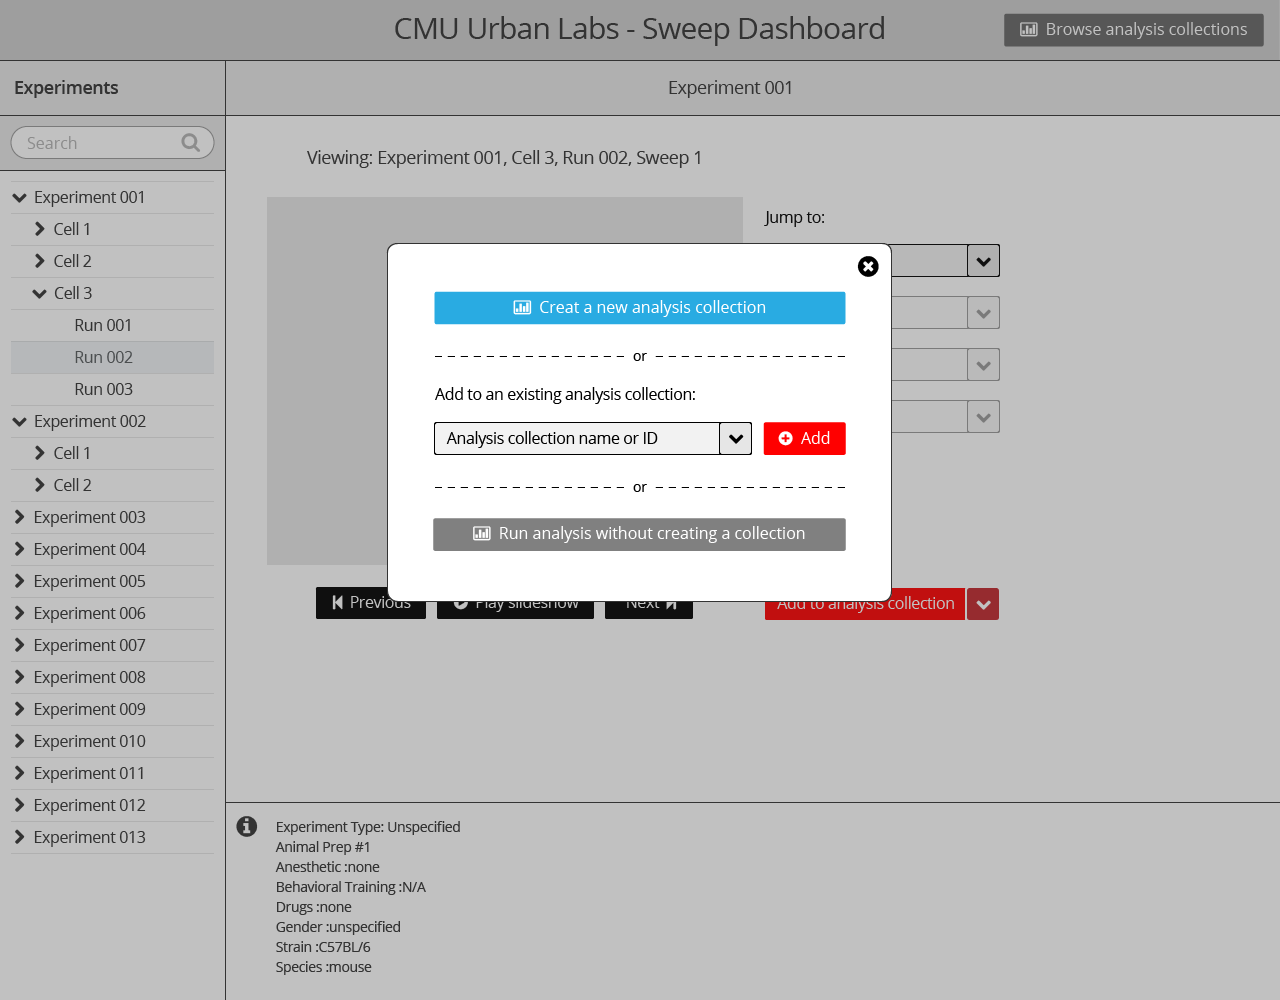 CMU Urban Labs - Sweep Dashboard
Browse analysis collections
Experiments
Experiment 001
Search
Viewing: Experiment 001, Cell 3, Run 002, Sweep 1
Experiment 001
Cell 1
Cell 2
Cell 3
Run 001
Run 002
Run 003
Experiment 002
Cell 1
Cell 2
Experiment 003
Experiment 004
Experiment 005
Experiment 006
Experiment 007
Experiment 008
Experiment 009
Experiment 010
Experiment 011
Experiment 012
Experiment 013
Jump to:
Creat a new analysis collection
or
Add to an existing analysis collection:
Analysis collection name or ID
Add
or
Run analysis without creating a collection
Previous
Play slideshow
Next
Add to analysis collection
Experiment Type: Unspecified
Animal Prep #1
Anesthetic :none
Behavioral Training :N/A
Drugs :none
Gender :unspecified
Strain :C57BL/6
Species :mouse